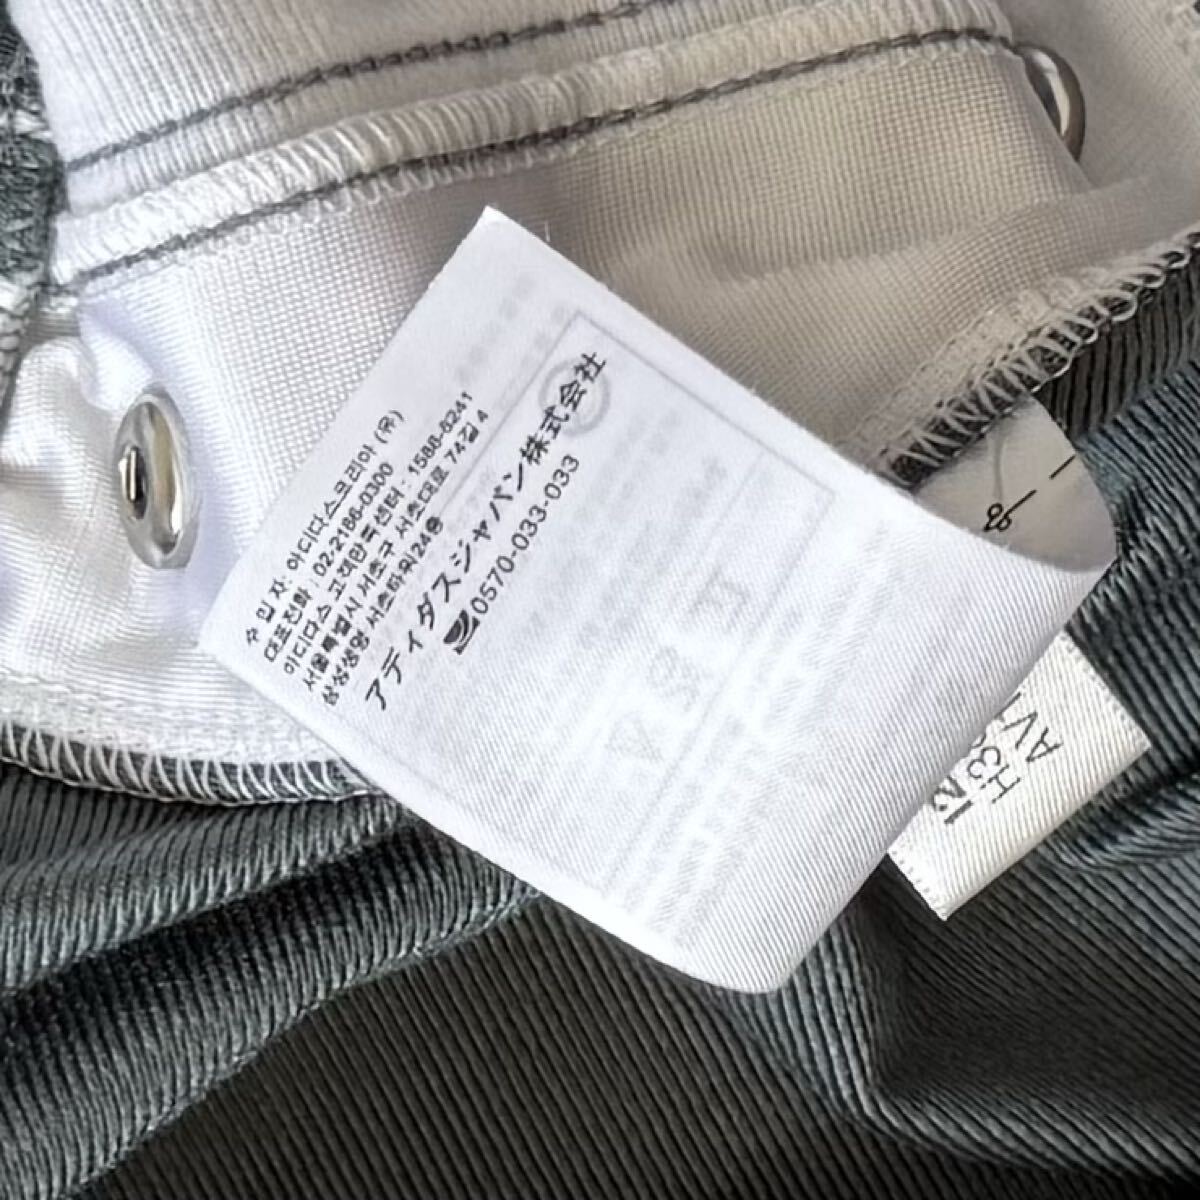 수 입 자: 아디다스코리아 (유)
대표전화 : 02-2186-0300
아디다스 고객만족센터 : 1588-8241
서울특별시 서초구 서초대로 74길 4
삼성생명 서초타워24층
アディダスジャパン株式会社
0570-033-033